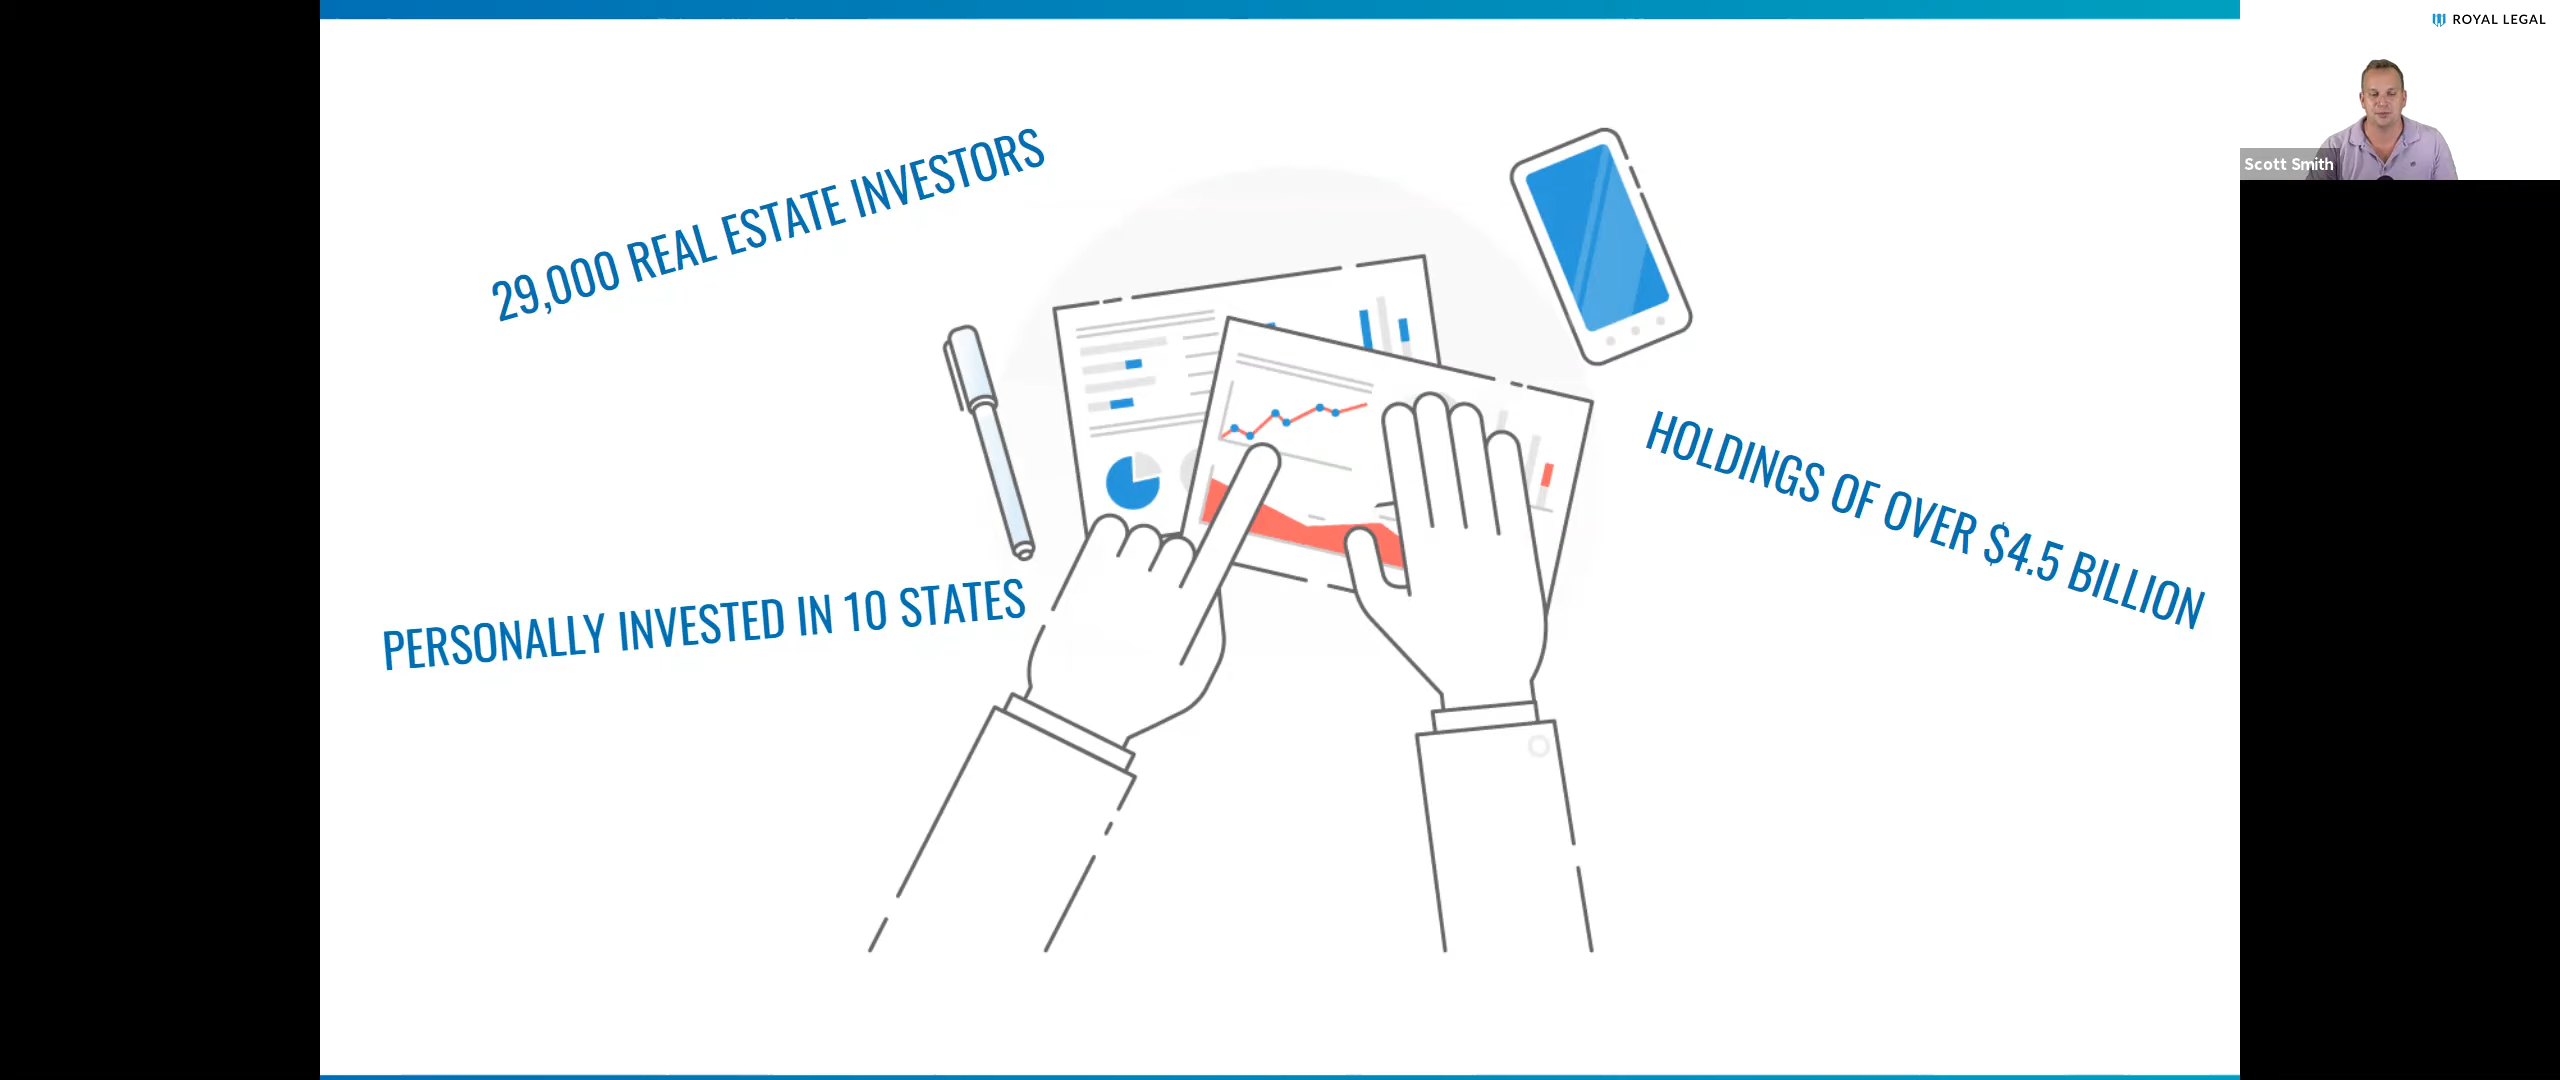 ROYAL LEGAL
Scott Smith
29,000 REAL ESTATE INVESTORS
HOLDINGS OF OVER $4.5 BILLION
PERSONALLY INVESTED IN 10 STATES